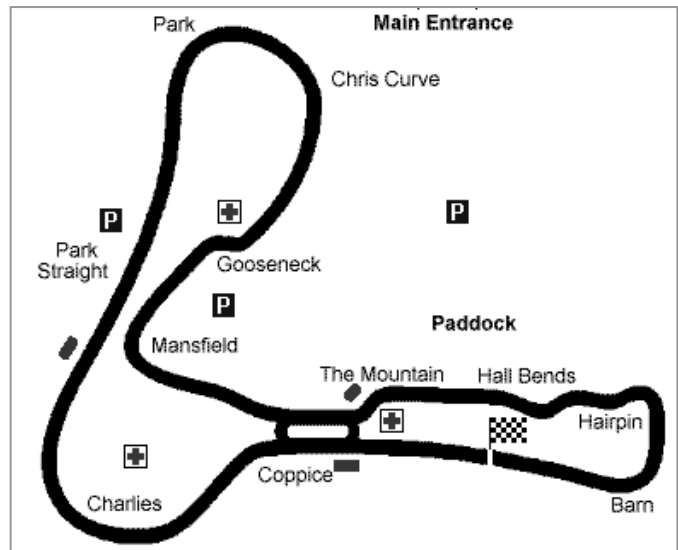 Park
Main Entrance
Chris Curve
P
P
Park
Straight
Gooseneck
P
Paddock
Mansfield
The Mountain
Hall Bends
Hairpin
Coppice
Charlies
Barn